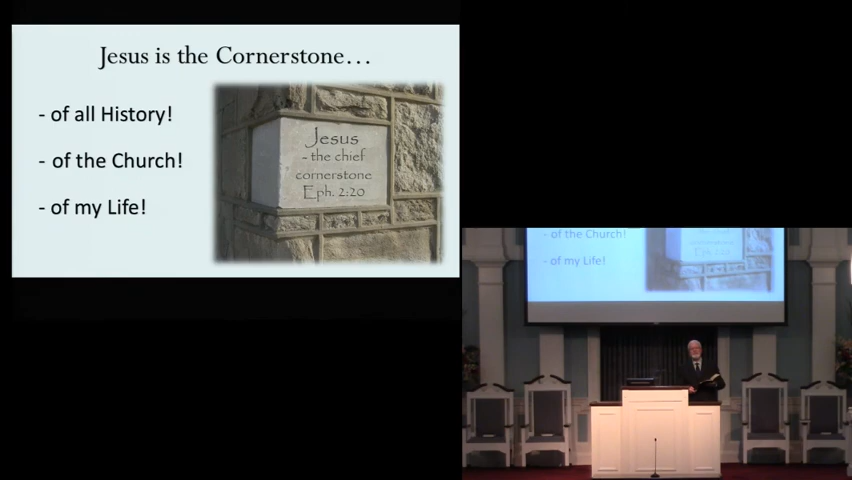 Jesus is the Cornerstone…
- of all History!
- of the Church!
- of my Life!
Jesus
- the chief
cornerstone
Eph. 2:20
- of the Church!
- of my Life!